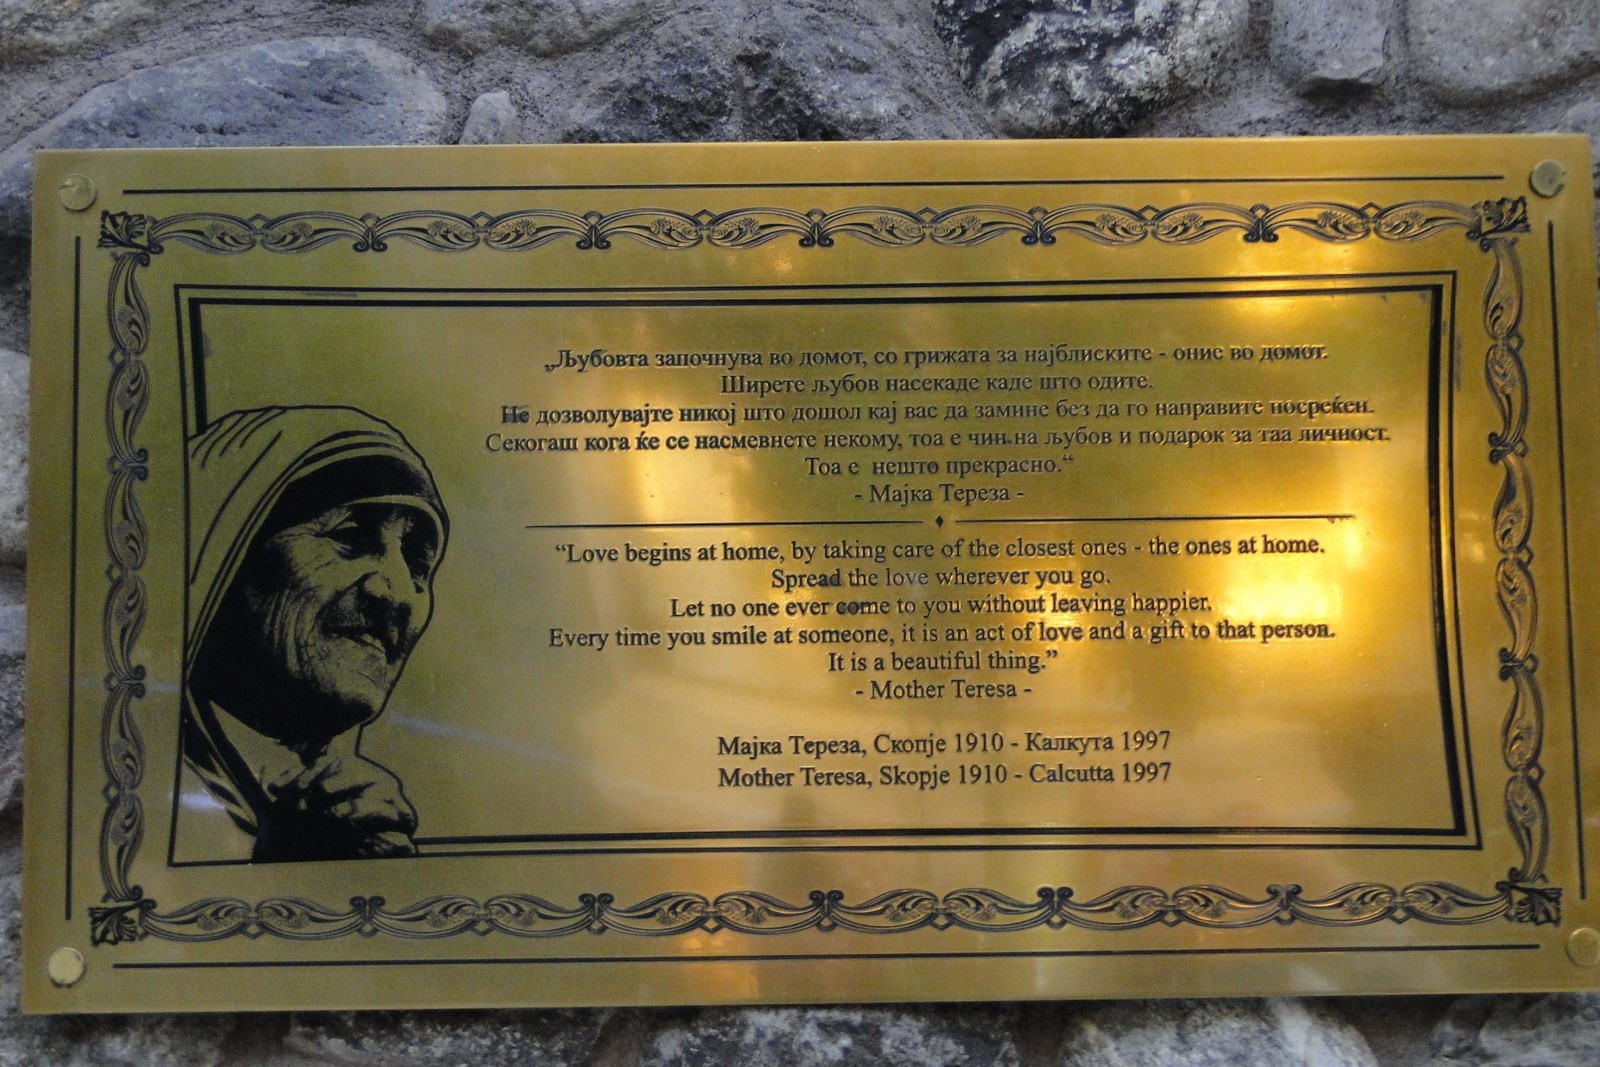 „Љубовта започнува во домот, со грижата за најблиските - оние во домот.
Ширете љубов насекаде каде што одите.
Не дозволувајте никој што дошол кај вас да замине без да го направите посреќен.
Секогаш кога ќе се насмевнете некому, тоа е чин на љубов и подарок за таа личност.
Тоа е нешто прекрасно.“
- Мајка Тереза -
“Love begins at home, by taking care of the closest ones - the ones at home.
Spread the love wherever you go.
Let no one ever come to you without leaving happier.
Every time you smile at someone, it is an act of love and a gift to that person.
It is a beautiful thing.”
- Mother Teresa -
Мајка Тереза, Скопје 1910 - Калкута 1997
Mother Teresa, Skopje 1910 - Calcutta 1997